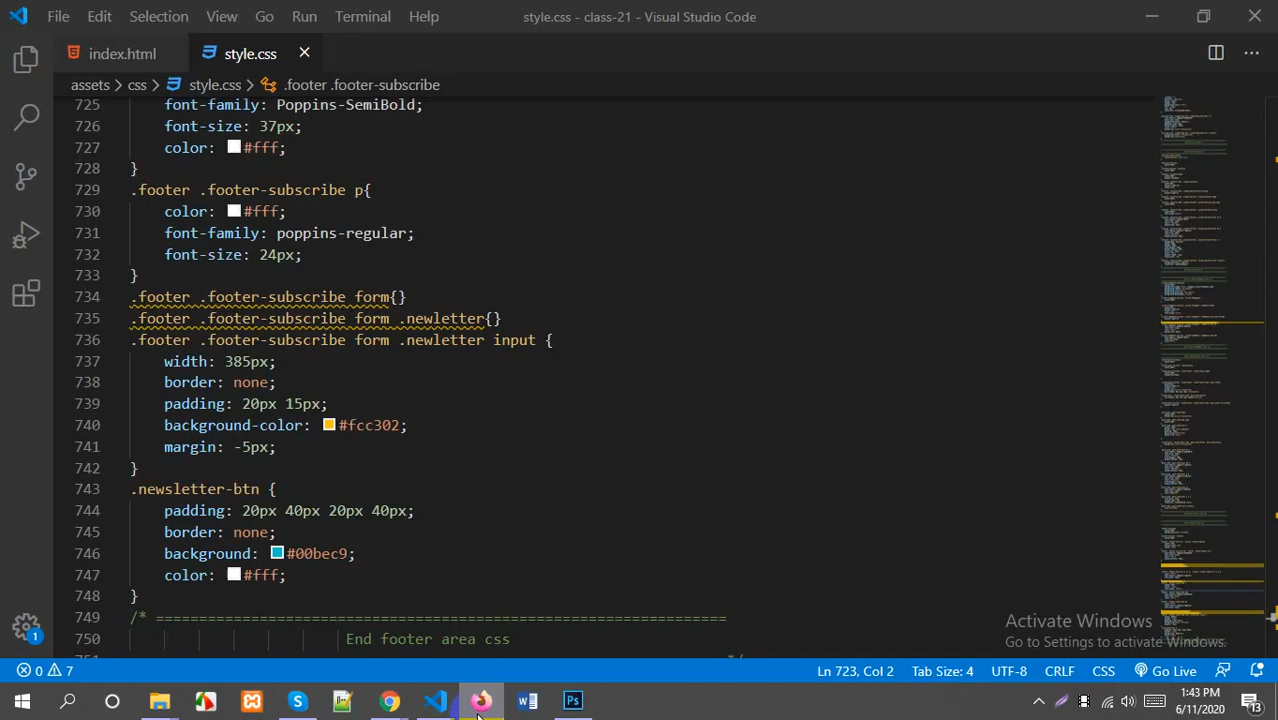 File Edit Selection View Go Run Terminal Help style.css - class-21 - Visual Studio Code
index.html style.css
assets > css > style.css > .footer .footer-subscribe
725 font-family: Poppins-SemiBold;
726 font-size: 37px;
727 color: #fff;
728 }
729 .footer .footer-subscribe p{
730 color: #fff;
731 font-family: poppins-regular;
732 font-size: 24px;
733 }
734 .footer .footer-subscribe form{}
735 .footer .footer-subscribe form .newletter{}
736 .footer .footer-subscribe form .newletter input {
737 width: 385px;
738 border: none;
739 padding: 20px 15px;
740 background-color: #fcc302;
741 margin: -5px;
742 }
743 .newsletter-btn {
744 padding: 20px 40px 20px 40px;
745 border: none;
746 background: #00bec9;
747 color: #fff;
748 }
749 /* ==================================================================
750 End footer area css
751 */
Activate Windows
Go to Settings to activate Windows.
1
0 7 Ln 723, Col 2 Tab Size: 4 UTF-8 CRLF CSS Go Live
Ps
1:43 PM
6/11/2020
13